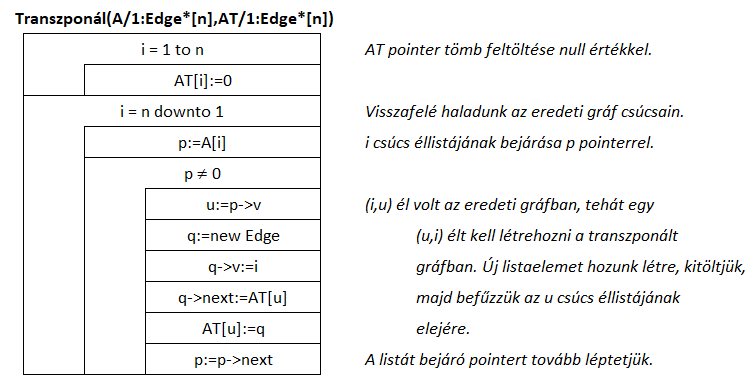 Transzponál(A/1:Edge*[n],AT/1:Edge*[n])
i = 1 to n
AT pointer tömb feltöltése null értékkel.
AT[i]:=0
i = n downto 1
Visszafelé haladunk az eredeti gráf csúcsain.
p:=A[i]
i csúcs éllistájának bejárása p pointerrel.
p ≠ 0
u:=p->v
(i,u) él volt az eredeti gráfban, tehát egy
q:=new Edge
(u,i) élt kell létrehozni a transzponált
q->v:=i
gráfban. Új listaelemet hozunk létre, kitöltjük,
q->next:=AT[u]
majd befűzzük az u csúcs éllistájának
AT[u]:=q
elejére.
p:=p->next
A listát bejáró pointert tovább léptetjük.